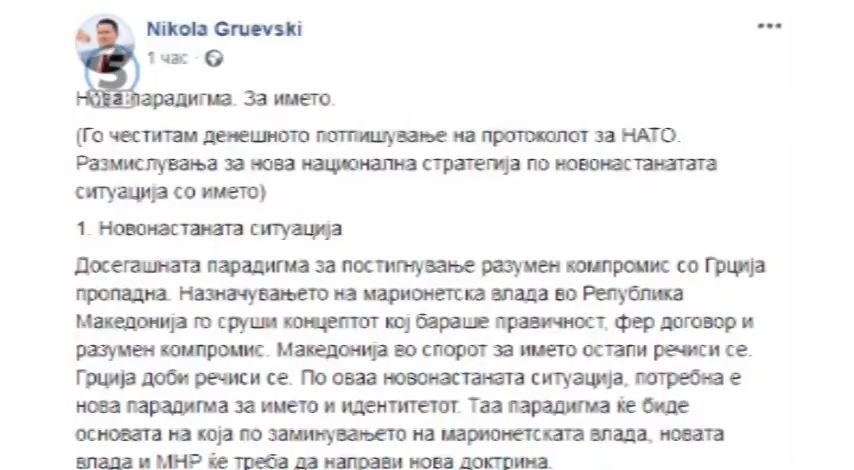 Nikola Gruevski
1 час
5
Нова парадигма. За името.
(Го честитам денешното потпишување на протоколот за НАТО.
Размислувања за нова национална стратегија по новонастанатата
ситуација со името)
1. Новонастаната ситуација
Досегашната парадигма за постигнување разумен компромис со Грција
пропадна. Назначувањето на марионетска влада во Република
Македонија го сруши концептот кој бараше правичност, фер договор и
разумен компромис. Македонија во спорот за името отстапи речиси се.
Грција доби речиси се. По оваа новонастаната ситуација, потребна е
нова парадигма за името и идентитетот. Таа парадигма ќе биде
основата на која по заминувањето на марионетската влада, новата
влада и МНР ќе треба да направи нова доктрина.